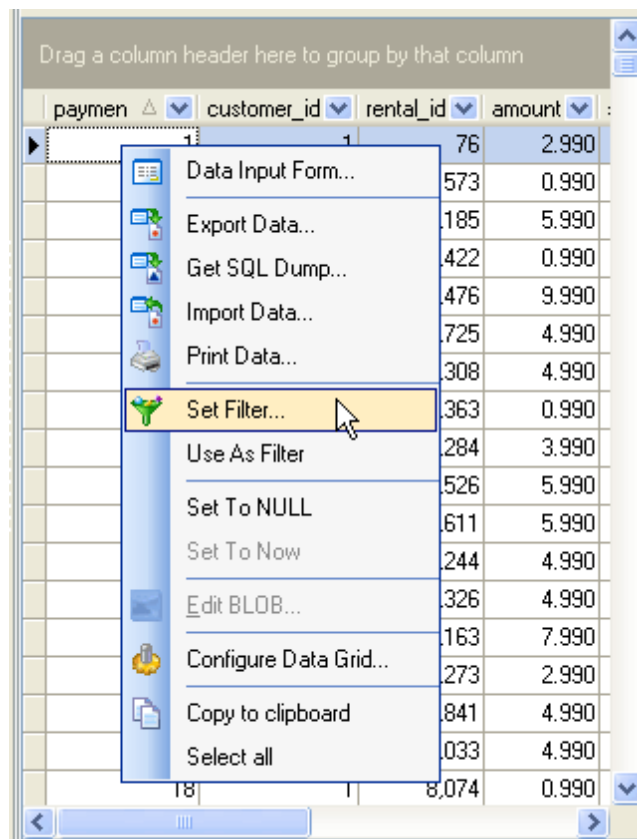 Drag a column header here to group by that column
paymen customer_id rental_id amount
1 1 76 2.990
Data Input Form...
573 0.990
Export Data...
,185 5.990
Get SQL Dump...
,422 0.990
Import Data...
,476 9.990
,725 4.990
Print Data...
,308 4.990
Set Filter...
,363 0.990
Use As Filter
,284 3.990
,526 5.990
Set To NULL
,611 5.990
Set To Now
,244 4.990
Edit BLOB...
,326 4.990
,163 7.990
Configure Data Grid...
,273 2.990
Copy to clipboard
,841 4.990
Select all
,033 4.990
18 1 8,074 0.990